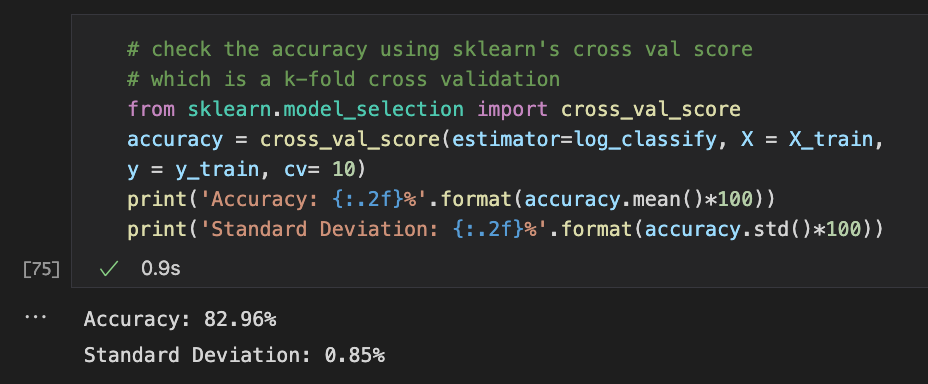 # check the accuracy using sklearn's cross val score
# which is a k-fold cross validation
from sklearn.model_selection import cross_val_score
accuracy = cross_val_score(estimator=log_classify, X = X_train,
y = y_train, cv= 10)
print('Accuracy: {:.2f}%'.format(accuracy.mean()*100))
print('Standard Deviation: {:.2f}%'.format(accuracy.std()*100))
[75] ✓ 0.9s
... Accuracy: 82.96%
Standard Deviation: 0.85%